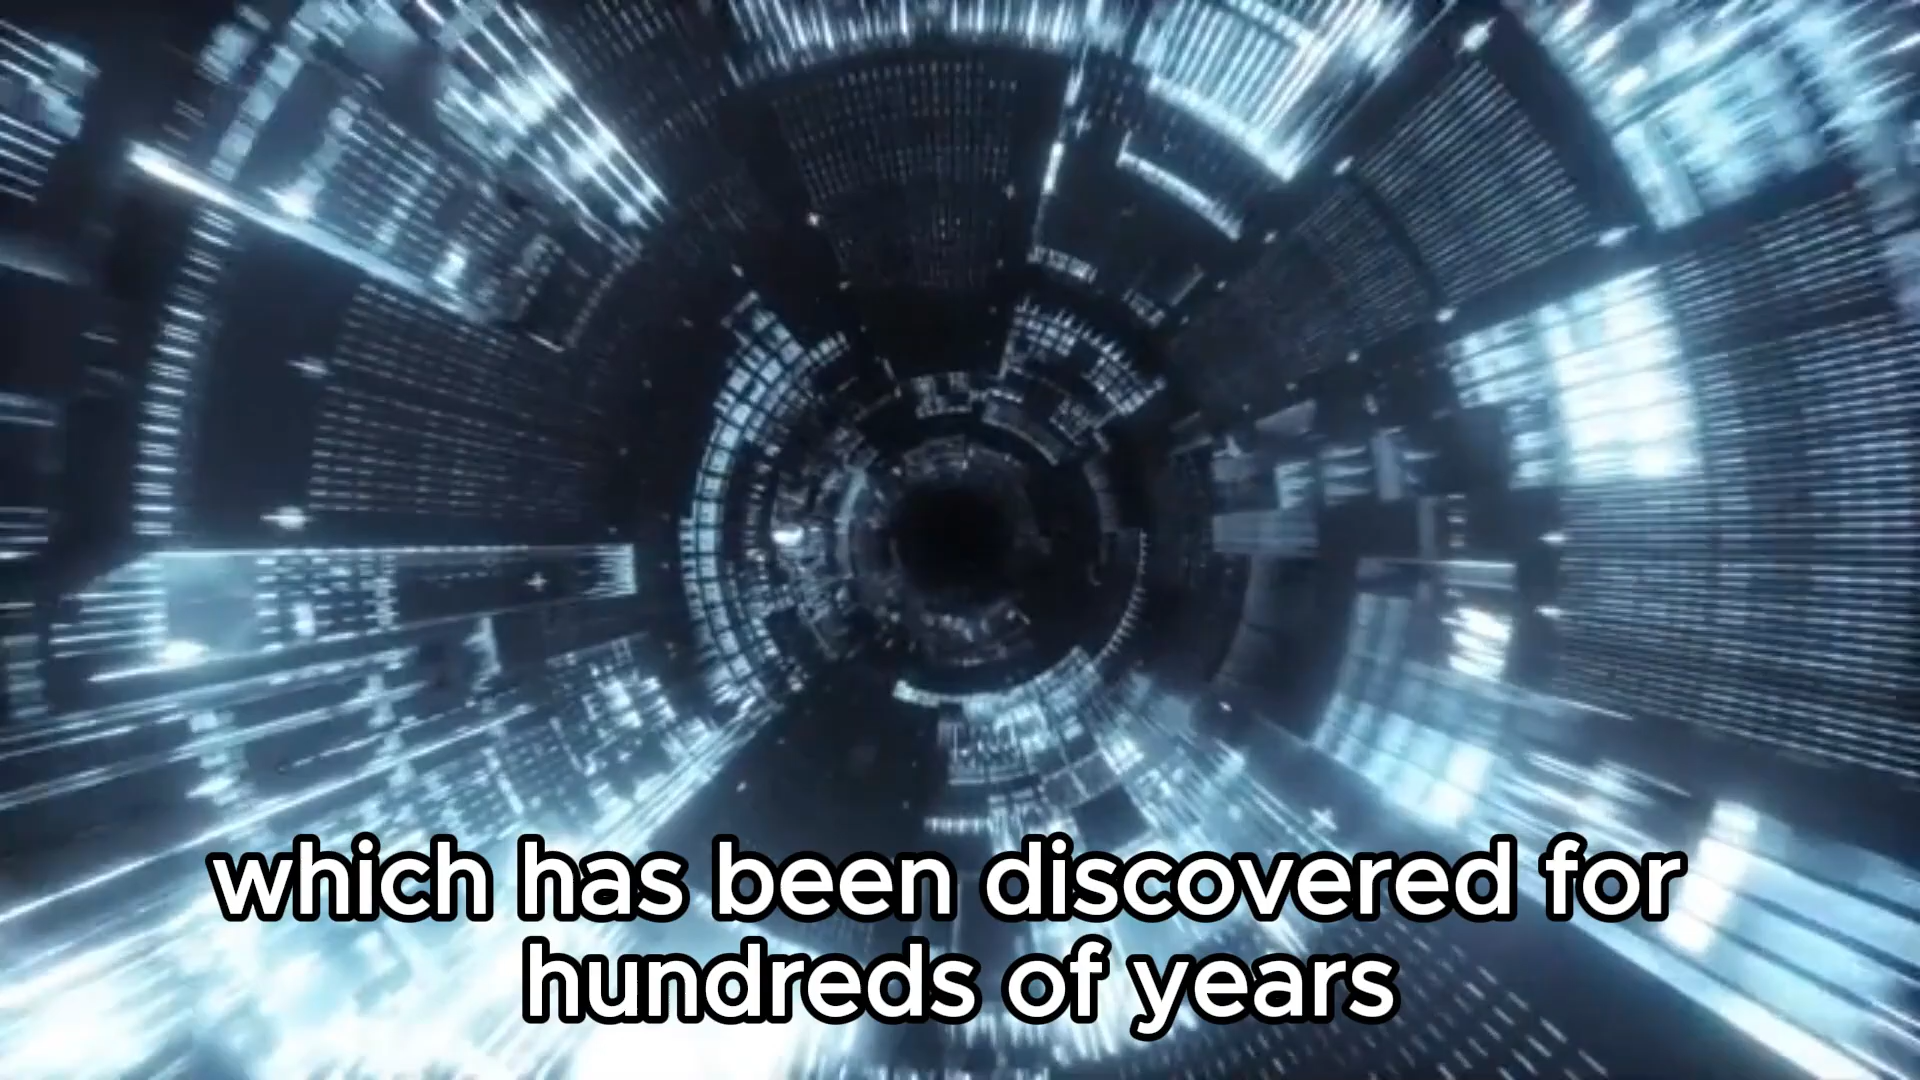 which has been discovered for
hundreds of years